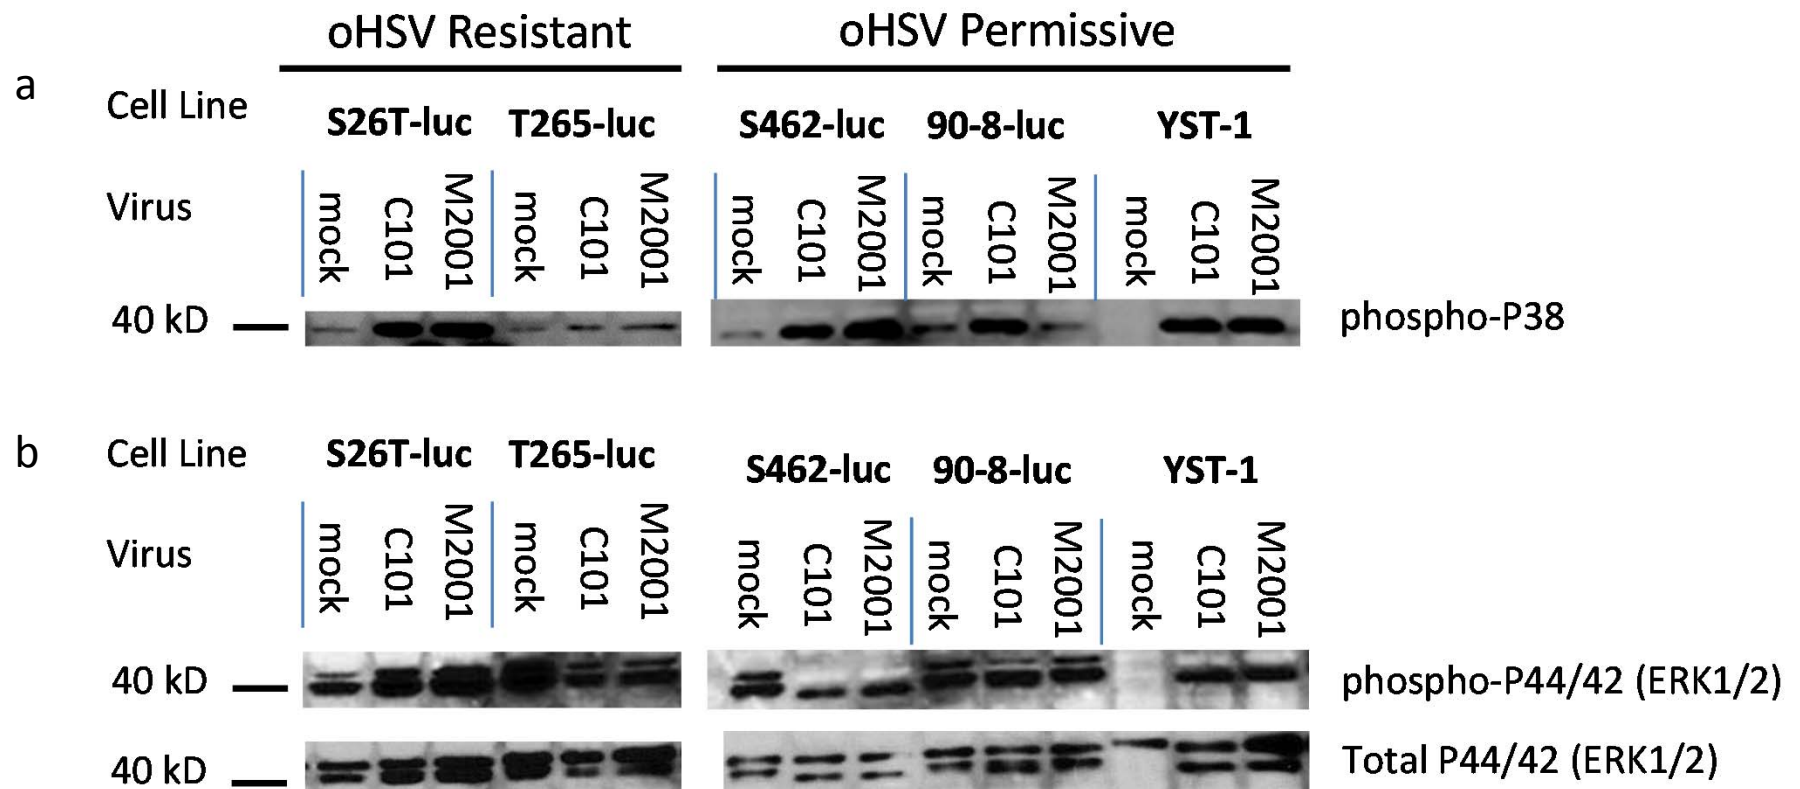 oHSV Resistant oHSV Permissive
a
Cell Line S26T-luc T265-luc S462-luc 90-8-luc YST-1
Virus mock C101 M2001 mock C101 M2001 mock C101 M2001 mock C101 M2001 mock C101 M2001
40 kD phospho-P38
b
Cell Line S26T-luc T265-luc S462-luc 90-8-luc YST-1
Virus mock C101 M2001 mock C101 M2001 mock C101 M2001 mock C101 M2001 mock C101 M2001
40 kD phospho-P44/42 (ERK1/2)
40 kD Total P44/42 (ERK1/2)